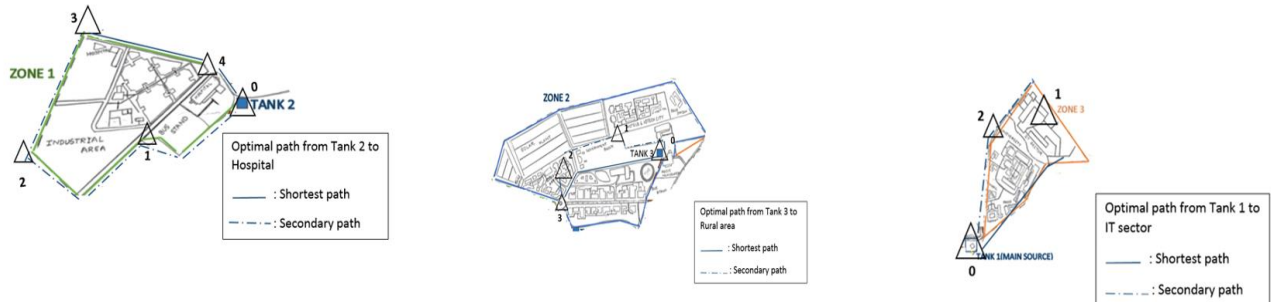 3
4
ZONE 1
0
TANK 2
INDUSTRIAL
AREA
BUS
STAND
HOSPITAL
1
2
Optimal path from Tank 2 to
Hospital
: Shortest path
: Secondary path
ZONE 2
SOLAR PLANT
1
0
TANK 3
2
3
Optimal path from Tank 3 to
Rural area
: Shortest path
: Secondary path
1
ZONE 3
2
TANK 1(MAIN SOURCE)
0
Optimal path from Tank 1 to
IT sector
: Shortest path
: Secondary path